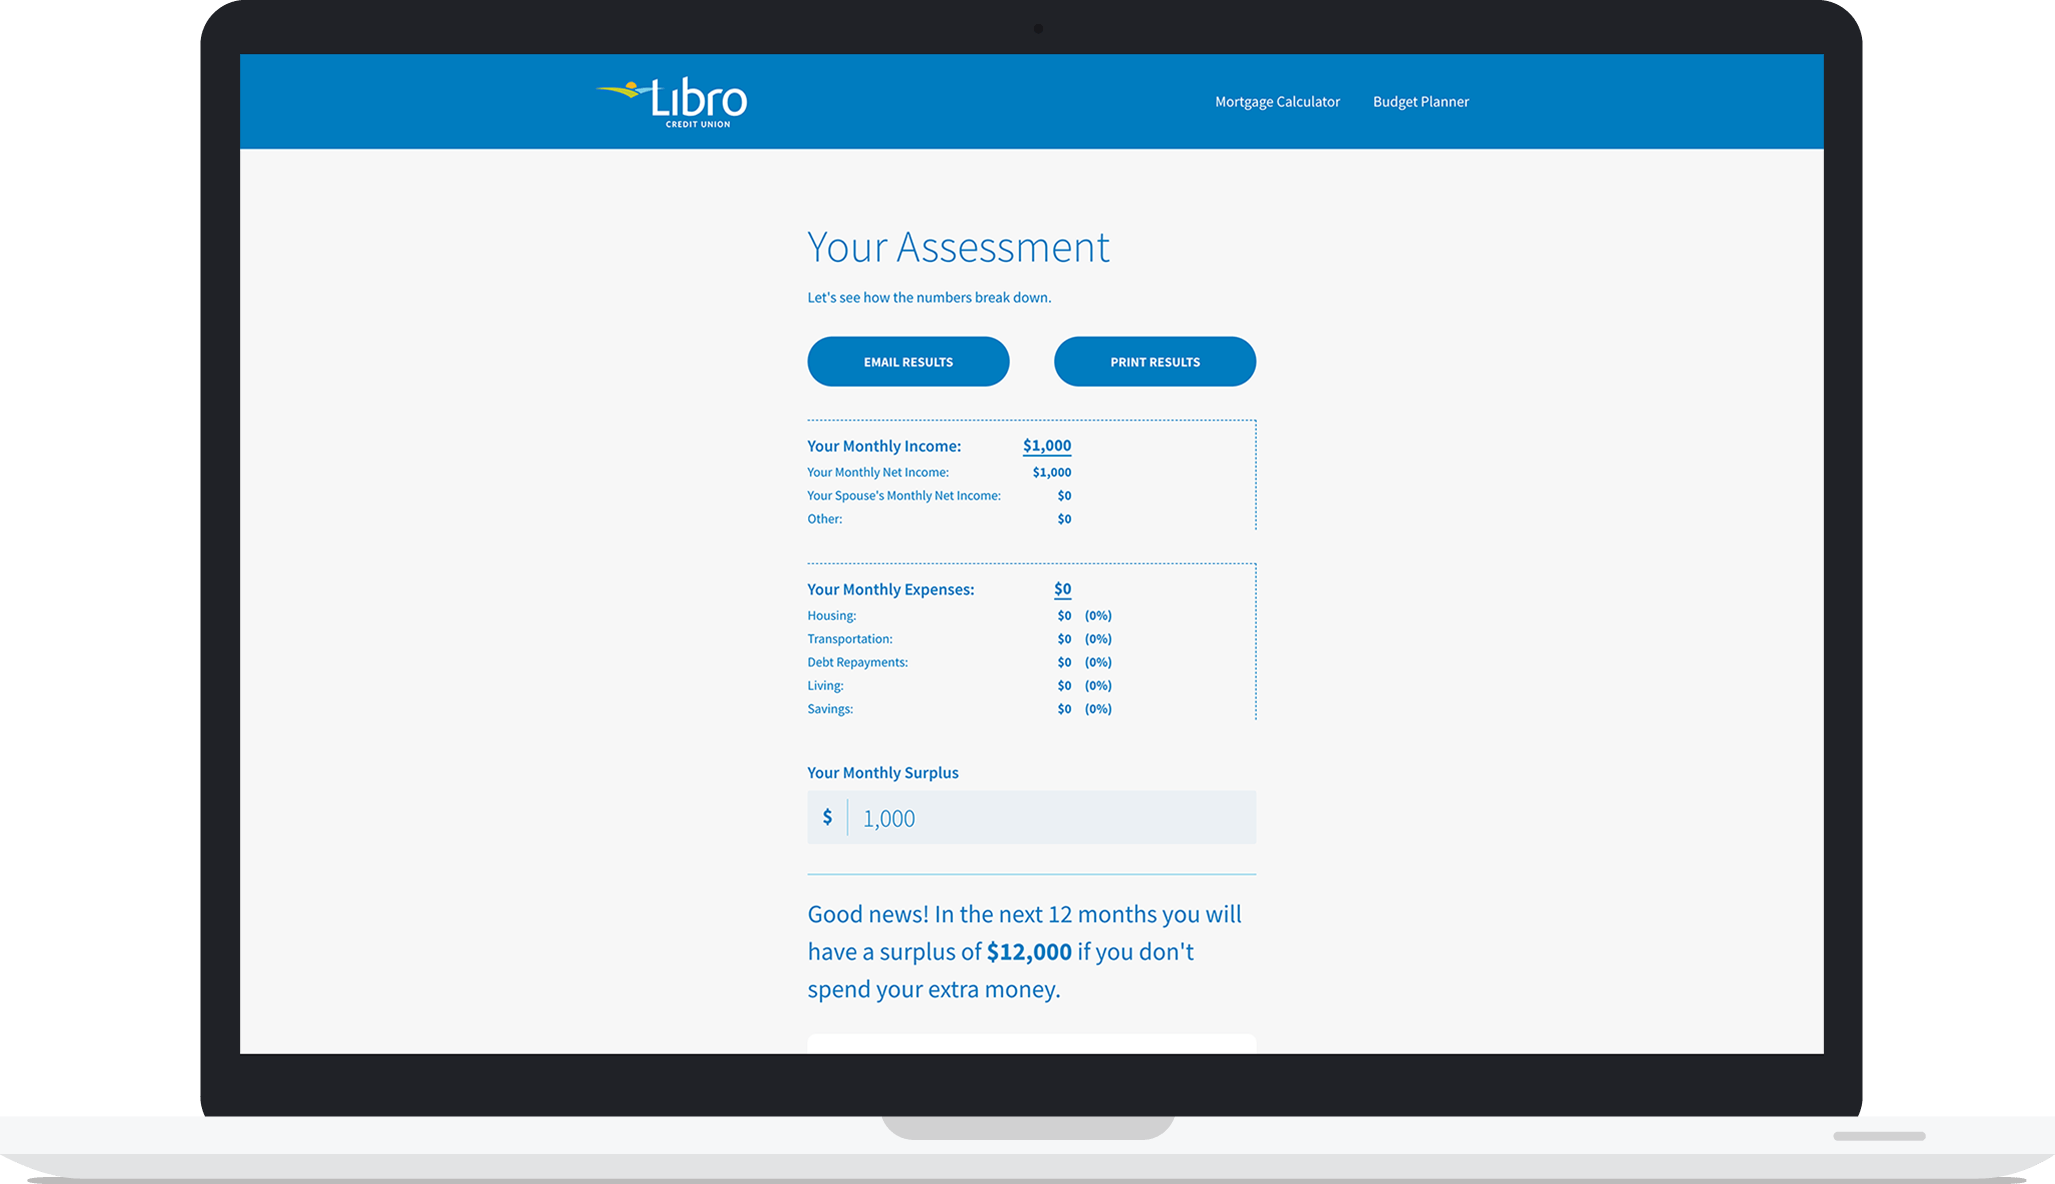 Libro
CREDIT UNION
Mortgage Calculator Budget Planner
Your Assessment
Let's see how the numbers break down.
EMAIL RESULTS PRINT RESULTS
Your Monthly Income: $1,000
Your Monthly Net Income: $1,000
Your Spouse's Monthly Net Income: $0
Other: $0
Your Monthly Expenses: $0
Housing: $0 (0%)
Transportation: $0 (0%)
Debt Repayments: $0 (0%)
Living: $0 (0%)
Savings: $0 (0%)
Your Monthly Surplus
$ 1,000
Good news! In the next 12 months you will
have a surplus of $12,000 if you don't
spend your extra money.